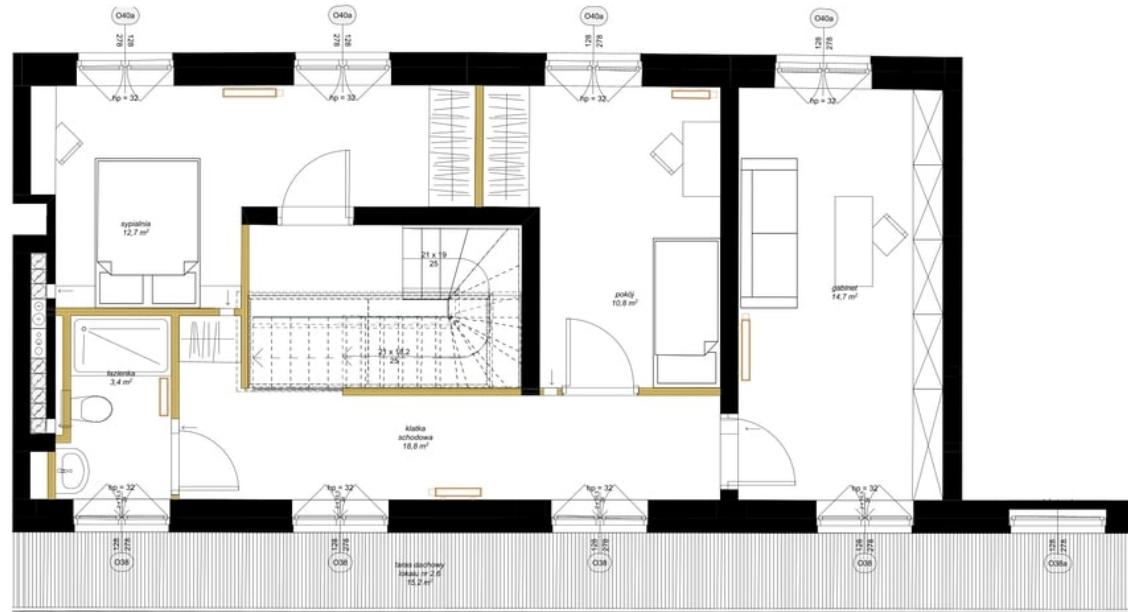 O40a
O40a
O40a
O40a
128
278
128
278
128
278
128
278
hp = 32
hp = 32
hp = 32
hp = 32
sypialnia
12,7 m²
21 x 19
25
pokój
10,8 m²
gabinet
14,7 m²
21 x 18,2
25
łazienka
3,4 m²
klatka
schodowa
18,8 m²
hp = 32
hp = 32
hp = 32
hp = 32
128
278
128
278
128
278
128
278
128
278
O38
O38
O38
O38
O38a
taras dachowy
lokalu nr 2.6
15,2 m²